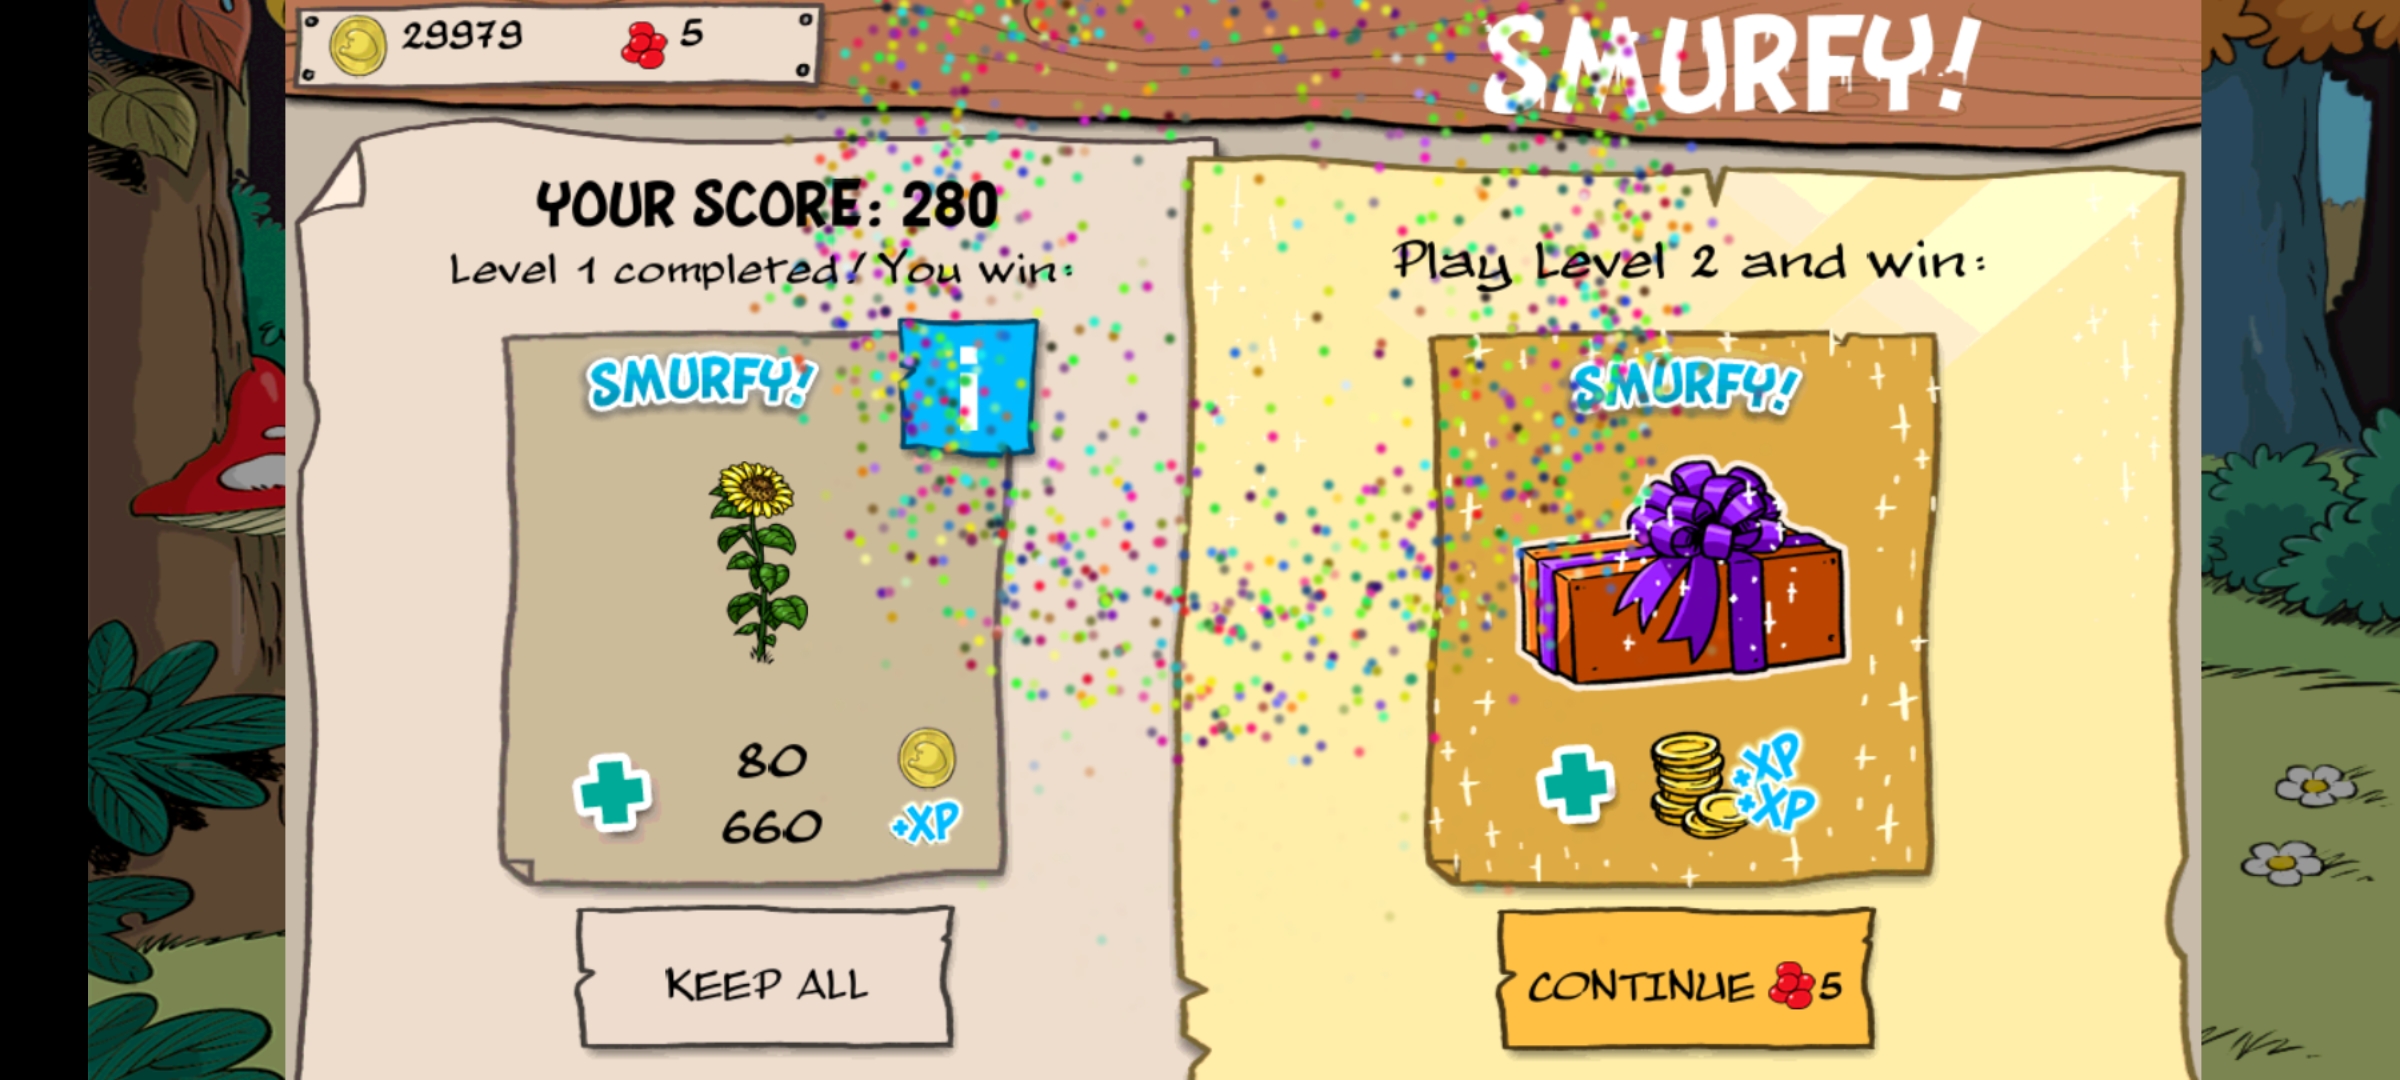 29979
5
SMURFY!
YOUR SCORE: 280
Level 1 completed! You win:
SMURFY!
i
80
660
+XP
KEEP ALL
Play Level 2 and win:
SMURFY!
+XP
+XP
CONTINUE 5